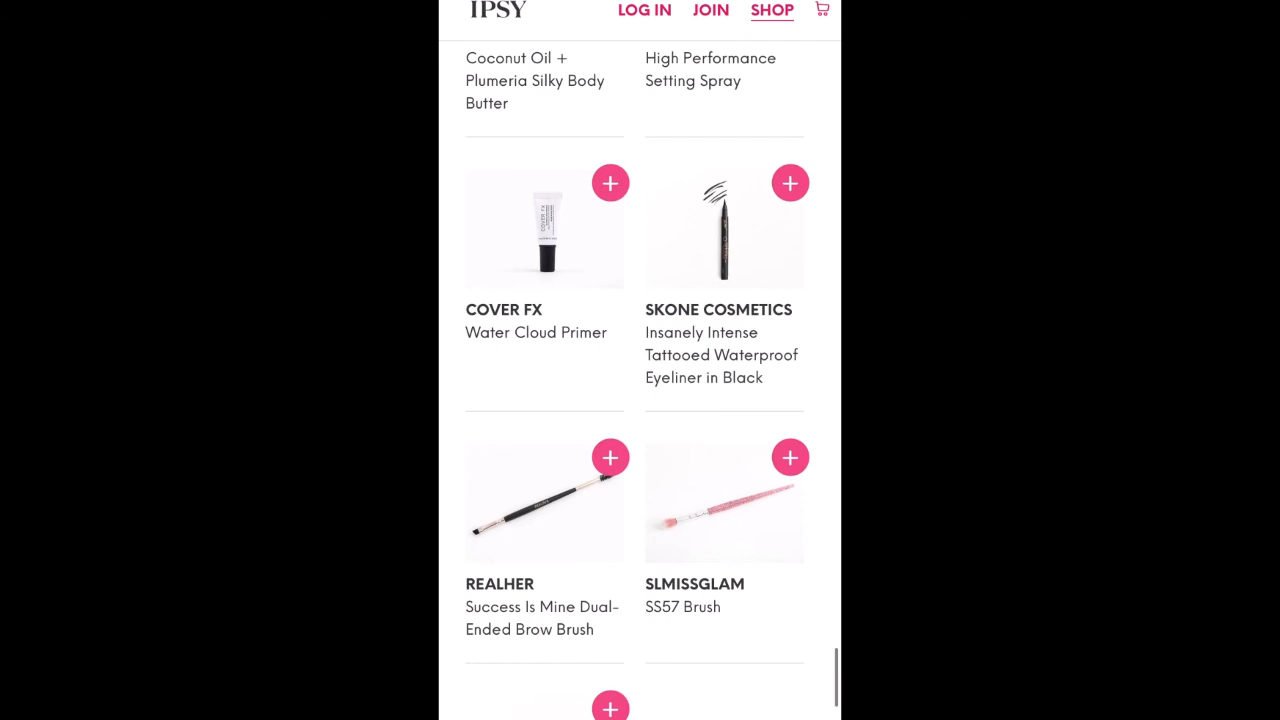 IPSY
LOG IN
JOIN
SHOP
Coconut Oil +
Plumeria Silky Body
Butter
High Performance
Setting Spray
COVER FX
COVER FX
Water Cloud Primer
SKONE COSMETICS
Insanely Intense
Tattooed Waterproof
Eyeliner in Black
REALHER
Success Is Mine Dual-
Ended Brow Brush
SLMISSGLAM
SS57 Brush